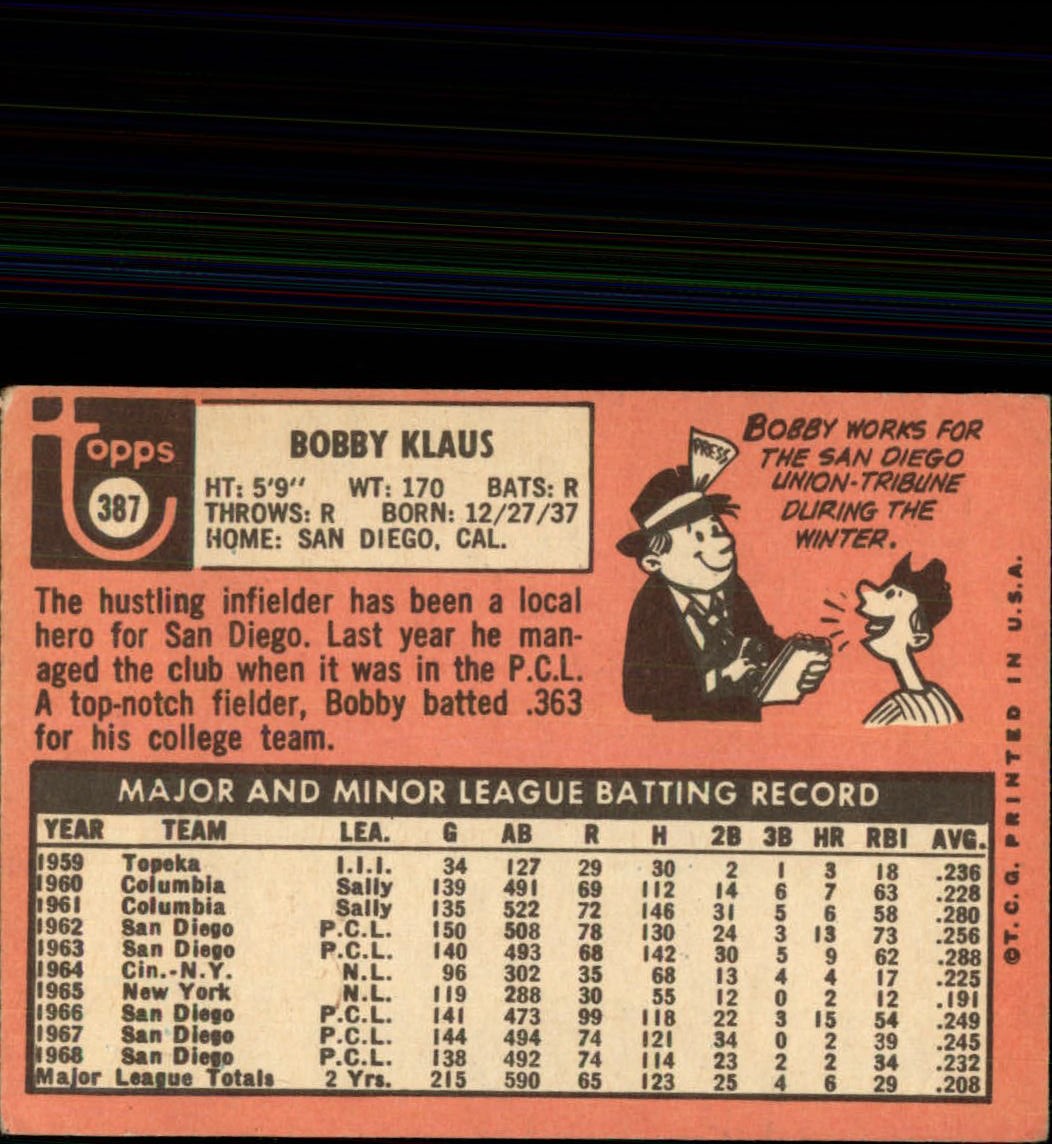 topps
387
BOBBY KLAUS
HT: 5'9" WT: 170 BATS: R
THROWS: R BORN: 12/27/37
HOME: SAN DIEGO, CAL.
PRESS
BOBBY WORKS FOR
THE SAN DIEGO
UNION-TRIBUNE
DURING THE
WINTER.
The hustling infielder has been a local
hero for San Diego. Last year he man-
aged the club when it was in the P.C.L.
A top-notch fielder, Bobby batted .363
for his college team.
MAJOR AND MINOR LEAGUE BATTING RECORD
YEAR TEAM LEA. G AB R H 2B 3B HR RBI AVG.
1959 Topeka I.I.I. 34 127 29 30 2 1 3 18 .236
1960 Columbia Sally 139 491 69 112 14 6 7 63 .228
1961 Columbia Sally 135 522 72 146 31 5 6 58 .280
1962 San Diego P.C.L. 150 508 78 130 24 3 13 73 .256
1963 San Diego P.C.L. 140 493 68 142 30 5 9 62 .288
1964 Cin.-N.Y. N.L. 96 302 35 68 13 4 4 17 .225
1965 New York N.L. 119 288 30 55 12 0 2 12 .191
1966 San Diego P.C.L. 141 473 99 118 22 3 15 54 .249
1967 San Diego P.C.L. 144 494 74 121 34 0 2 39 .245
1968 San Diego P.C.L. 138 492 74 114 23 2 2 34 .232
Major League Totals 2 Yrs. 215 590 65 123 25 4 6 29 .208
©T.C.G. PRINTED IN U.S.A.